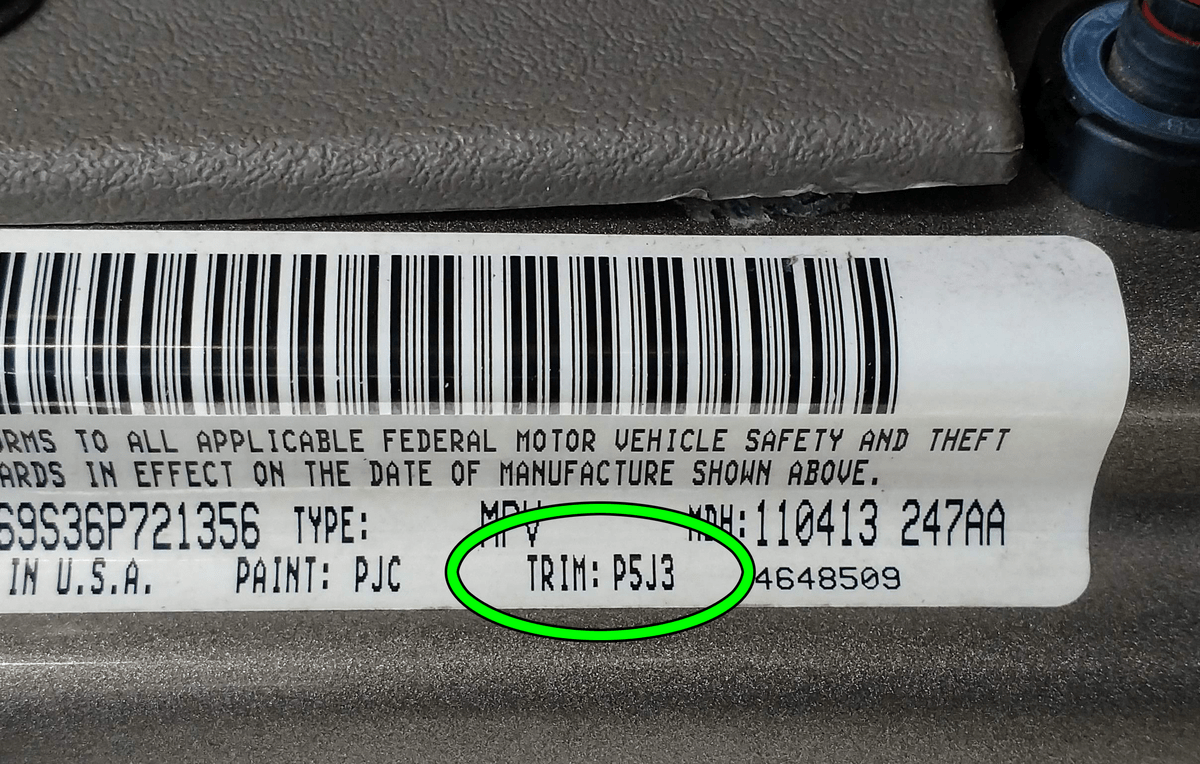 ORMS TO ALL APPLICABLE FEDERAL MOTOR VEHICLE SAFETY AND THEFT
ARDS IN EFFECT ON THE DATE OF MANUFACTURE SHOWN ABOVE.
69S36P721356 TYPE: MPV MDH:110413 247AA
IN U.S.A. PAINT: PJC TRIM: P5J3 4648509